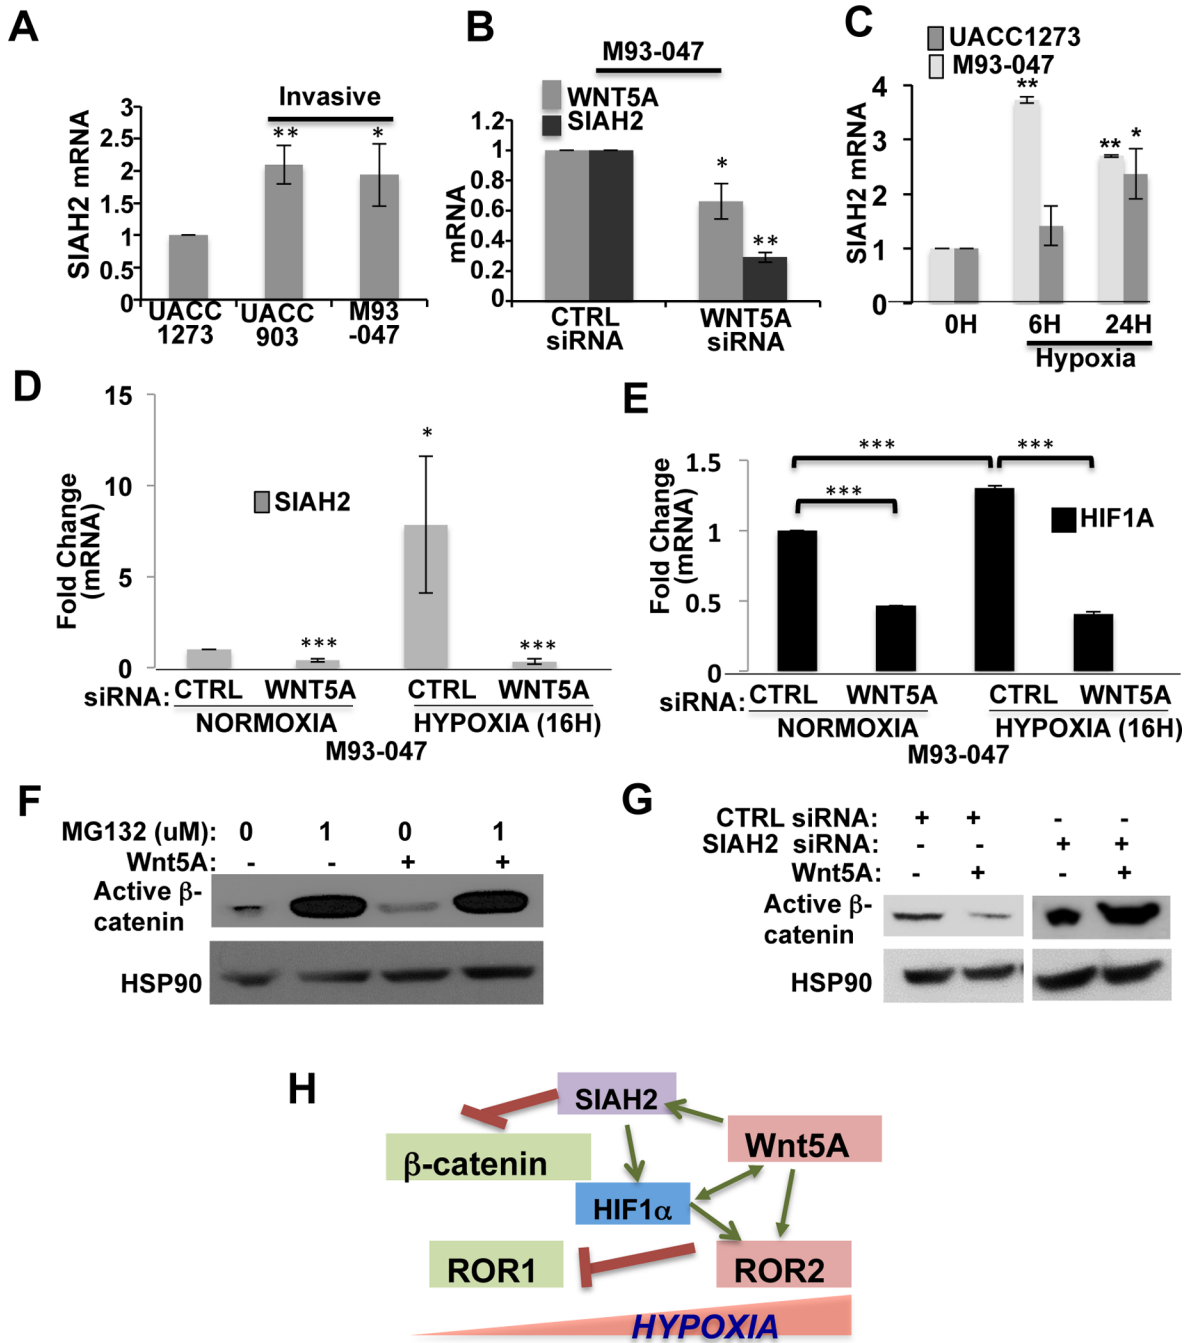 A
SIAH2 mRNA
Invasive
3
2.5
2
1.5
1
0.5
0
**
*
UACC
1273
UACC
903
M93
-047
B
M93-047
WNT5A
SIAH2
mRNA
1.2
1
0.8
0.6
0.4
0.2
0
*
**
CTRL
siRNA
WNT5A
siRNA
C
UACC1273
M93-047
SIAH2 mRNA
4
3
2
1
0
**
**
*
0H
6H
24H
Hypoxia
D
Fold Change
(mRNA)
15
10
5
0
SIAH2
*
***
***
siRNA:
CTRL
WNT5A
CTRL
WNT5A
NORMOXIA
HYPOXIA (16H)
M93-047
E
Fold Change
(mRNA)
1.5
1
0.5
0
***
***
***
HIF1A
siRNA:
CTRL
WNT5A
CTRL
WNT5A
NORMOXIA
HYPOXIA (16H)
M93-047
F
MG132 (uM): 0 1 0 1
Wnt5A: - - + +
Active β-
catenin
HSP90
G
CTRL siRNA: + + - -
SIAH2 siRNA: - - + +
Wnt5A: - + - +
Active β-
catenin
HSP90
H
SIAH2
Wnt5A
β-catenin
HIF1α
ROR1
ROR2
HYPOXIA